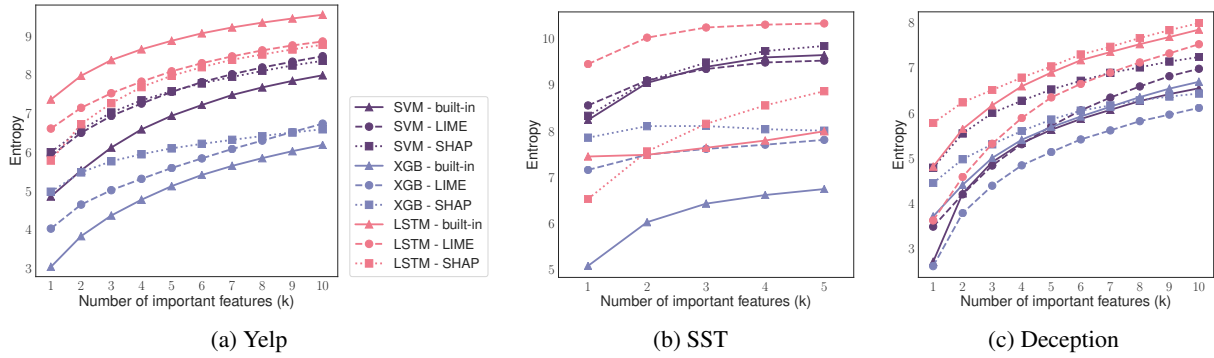 Entropy
9
8
7
6
5
4
3
1 2 3 4 5 6 7 8 9 10
Number of important features (k)
(a) Yelp
SVM - built-in
SVM - LIME
SVM - SHAP
XGB - built-in
XGB - LIME
XGB - SHAP
LSTM - built-in
LSTM - LIME
LSTM - SHAP
Entropy
10
9
8
7
6
5
1 2 3 4 5
Number of important features (k)
(b) SST
Entropy
8
7
6
5
4
3
1 2 3 4 5 6 7 8 9 10
Number of important features (k)
(c) Deception